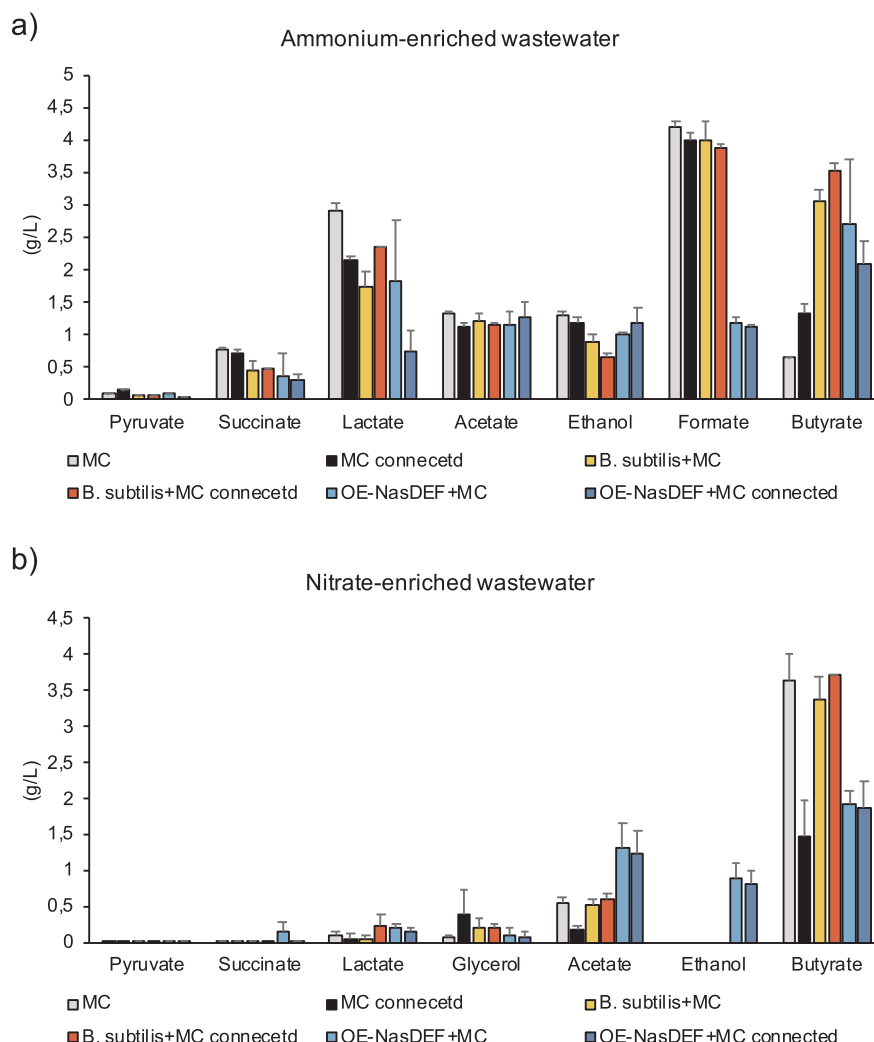 a)
Ammonium-enriched wastewater
5
4,5
4
3,5
3
2,5
2
1,5
1
0,5
0
(g/L)
Pyruvate Succinate Lactate Acetate Ethanol Formate Butyrate
MC MC connecetd B. subtilis+MC
B. subtilis+MC connecetd OE-NasDEF+MC OE-NasDEF+MC connected
b)
Nitrate-enriched wastewater
4,5
4
3,5
3
2,5
2
1,5
1
0,5
0
(g/L)
Pyruvate Succinate Lactate Glycerol Acetate Ethanol Butyrate
MC MC connecetd B. subtilis+MC
B. subtilis+MC connecetd OE-NasDEF+MC OE-NasDEF+MC connected